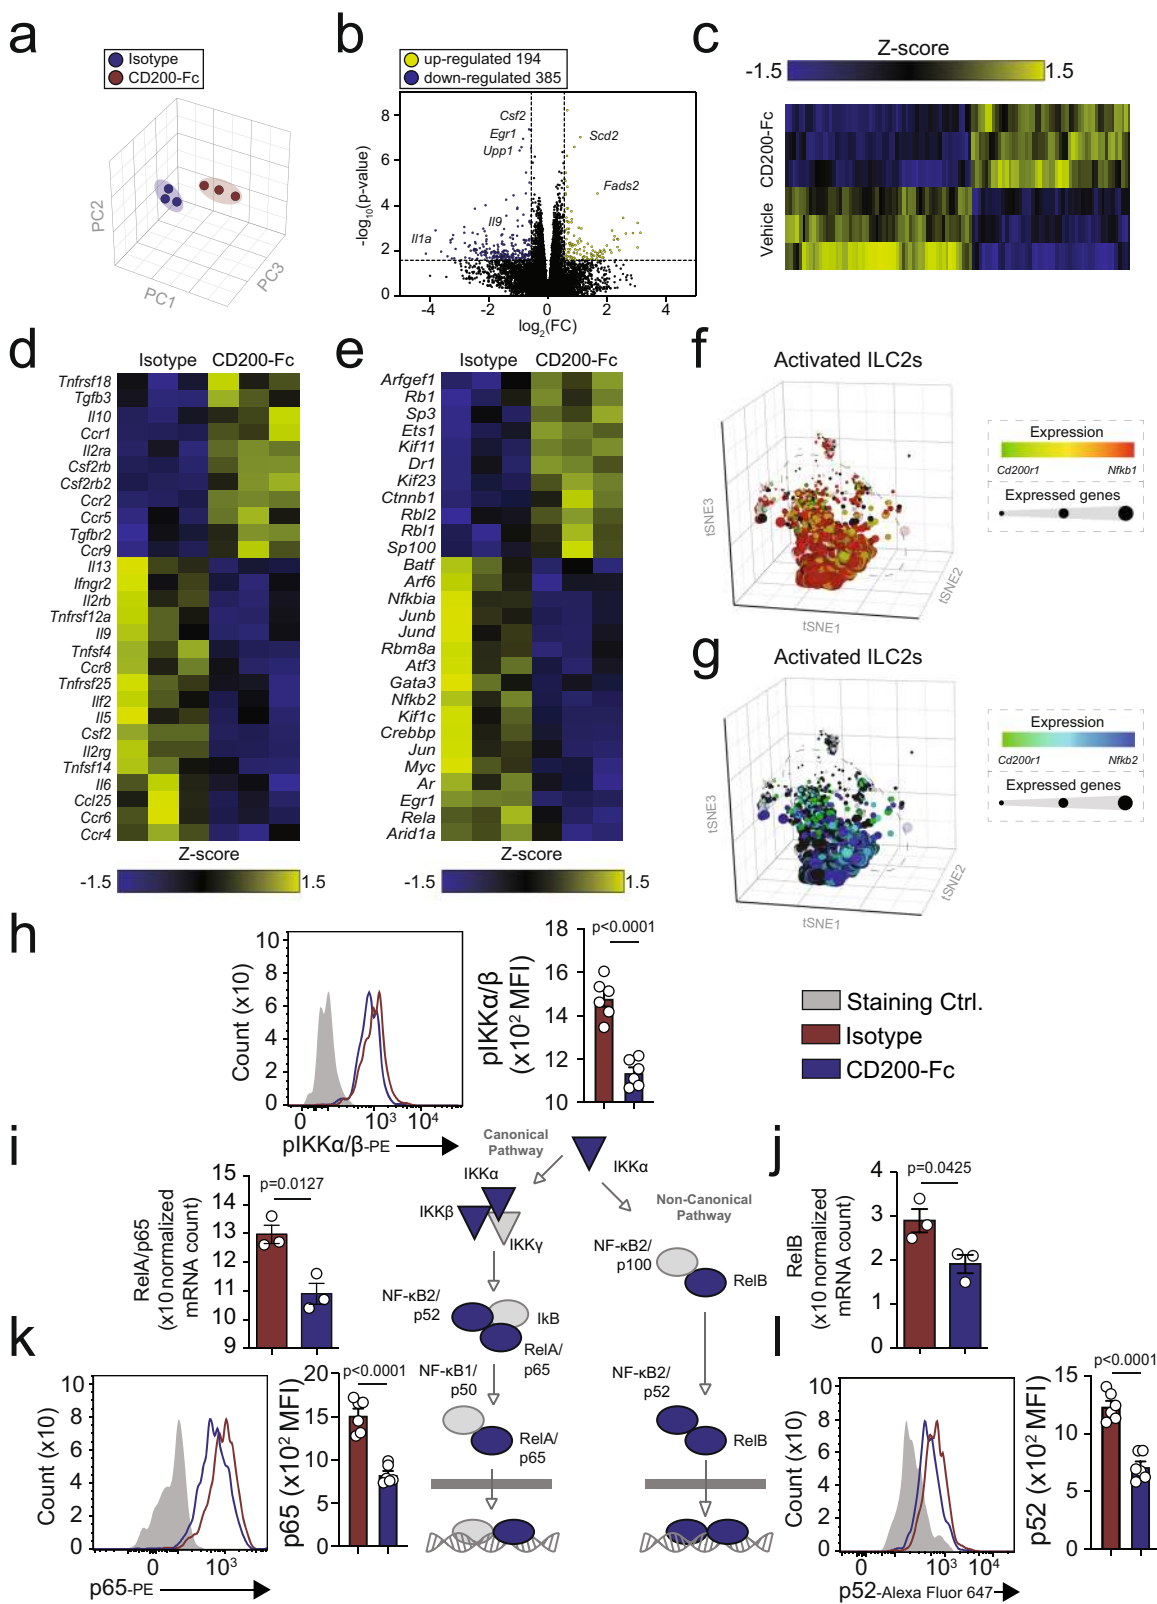 a
Isotype
CD200-Fc
PC2
PC1
PC3
b
up-regulated 194
down-regulated 385
-log10(p-value)
8
6
4
2
0
Csf2
Egr1
Upp1
Il9
Il1a
Scd2
Fads2
-4 -2 0 2 4
log2(FC)
c
Z-score
-1.5 1.5
CD200-Fc
Vehicle
d
Isotype CD200-Fc
Tnfrsf18
Tgfb3
Il10
Ccr1
Il2ra
Csf2rb
Csf2rb2
Ccr2
Ccr5
Tgfbr2
Ccr9
Il13
Ifngr2
Il2rb
Tnfrsf12a
Il9
Tnfsf4
Ccr8
Tnfrsf25
Ilf2
Il5
Csf2
Il2rg
Tnfsf14
Il6
Ccl25
Ccr6
Ccr4
Z-score
-1.5 1.5
e
Isotype CD200-Fc
Arfgef1
Rb1
Sp3
Ets1
Kif11
Dr1
Kif23
Ctnnb1
Rbl2
Rbl1
Sp100
Batf
Arf6
Nfkbia
Junb
Jund
Rbm8a
Atf3
Gata3
Nfkb2
Kif1c
Crebbp
Jun
Myc
Ar
Egr1
Rela
Arid1a
Z-score
-1.5 1.5
f
Activated ILC2s
tSNE3
tSNE1
tSNE2
Expression
Cd200r1 Nfkb1
Expressed genes
g
Activated ILC2s
tSNE3
tSNE1
tSNE2
Expression
Cd200r1 Nfkb2
Expressed genes
h
Count (x10)
10
8
6
4
2
0
0 10³ 10⁴
pIKKα/β-PE
pIKKα/β
(x10² MFI)
18
16
14
12
10
p<0.0001
Staining Ctrl.
Isotype
CD200-Fc
i
RelA/p65
(x10 normalized
mRNA count)
15
14
13
12
11
10
9
p=0.0127
Canonical
Pathway
IKKα
IKKα
IKKβ
IKKγ
Non-Canonical
Pathway
NF-κB2/
p100
RelB
NF-κB2/
p52
IkB
RelA/
p65
NF-κB1/
p50
RelA/
p65
NF-κB2/
p52
RelB
j
RelB
(x10 normalized
mRNA count)
4
3
2
1
0
p=0.0425
k
Count (x10)
10
8
6
4
2
0
0 10³
p65-PE
p65 (x10² MFI)
20
15
10
5
0
p<0.0001
l
Count (x10)
10
8
6
4
2
0
0 10³ 10⁴
p52-Alexa Fluor 647
p52 (x10² MFI)
15
10
5
0
p<0.0001